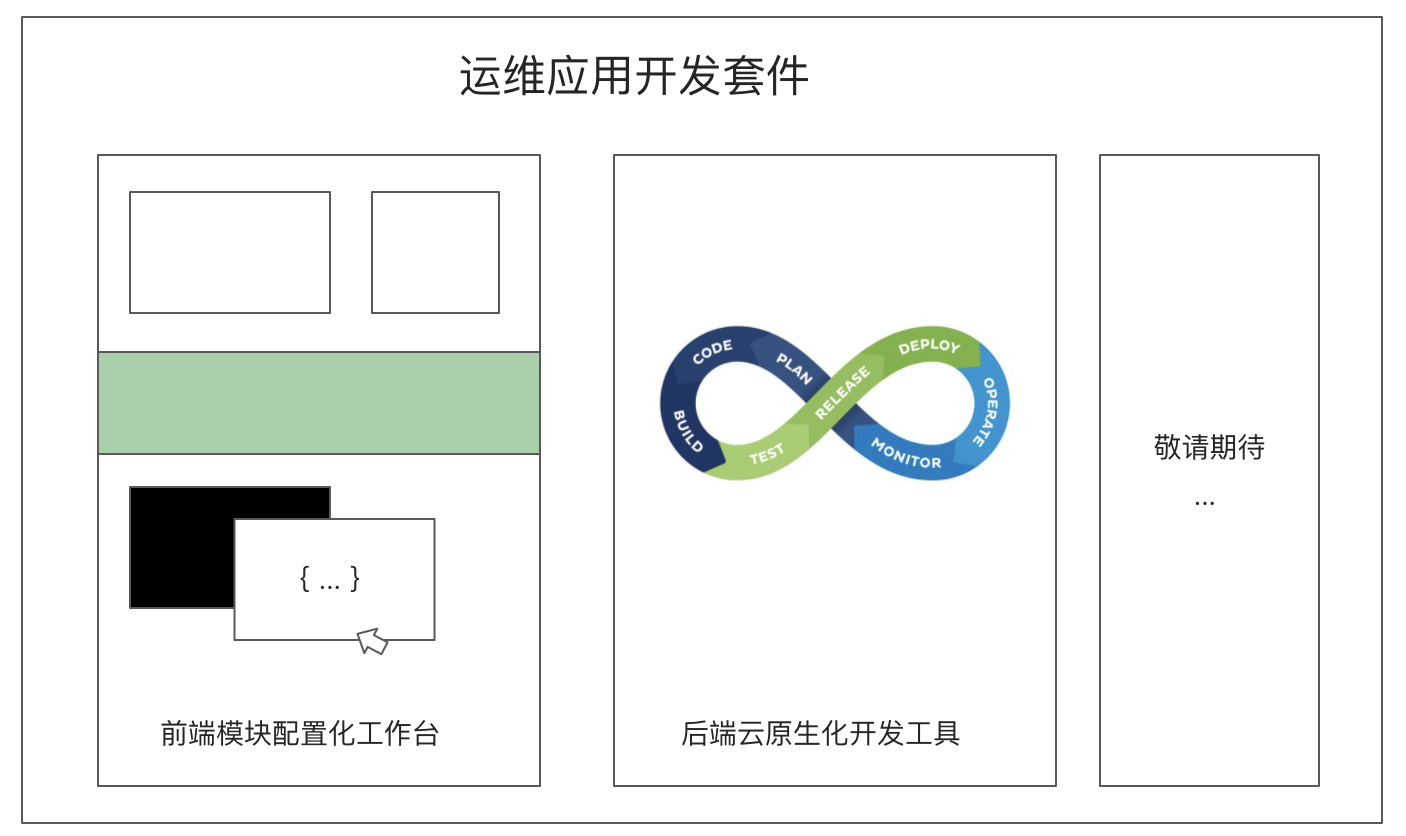 运维应用开发套件
{ ... }
前端模块配置化工作台
CODE
PLAN
BUILD
TEST
RELEASE
DEPLOY
OPERATE
MONITOR
后端云原生化开发工具
敬请期待
...